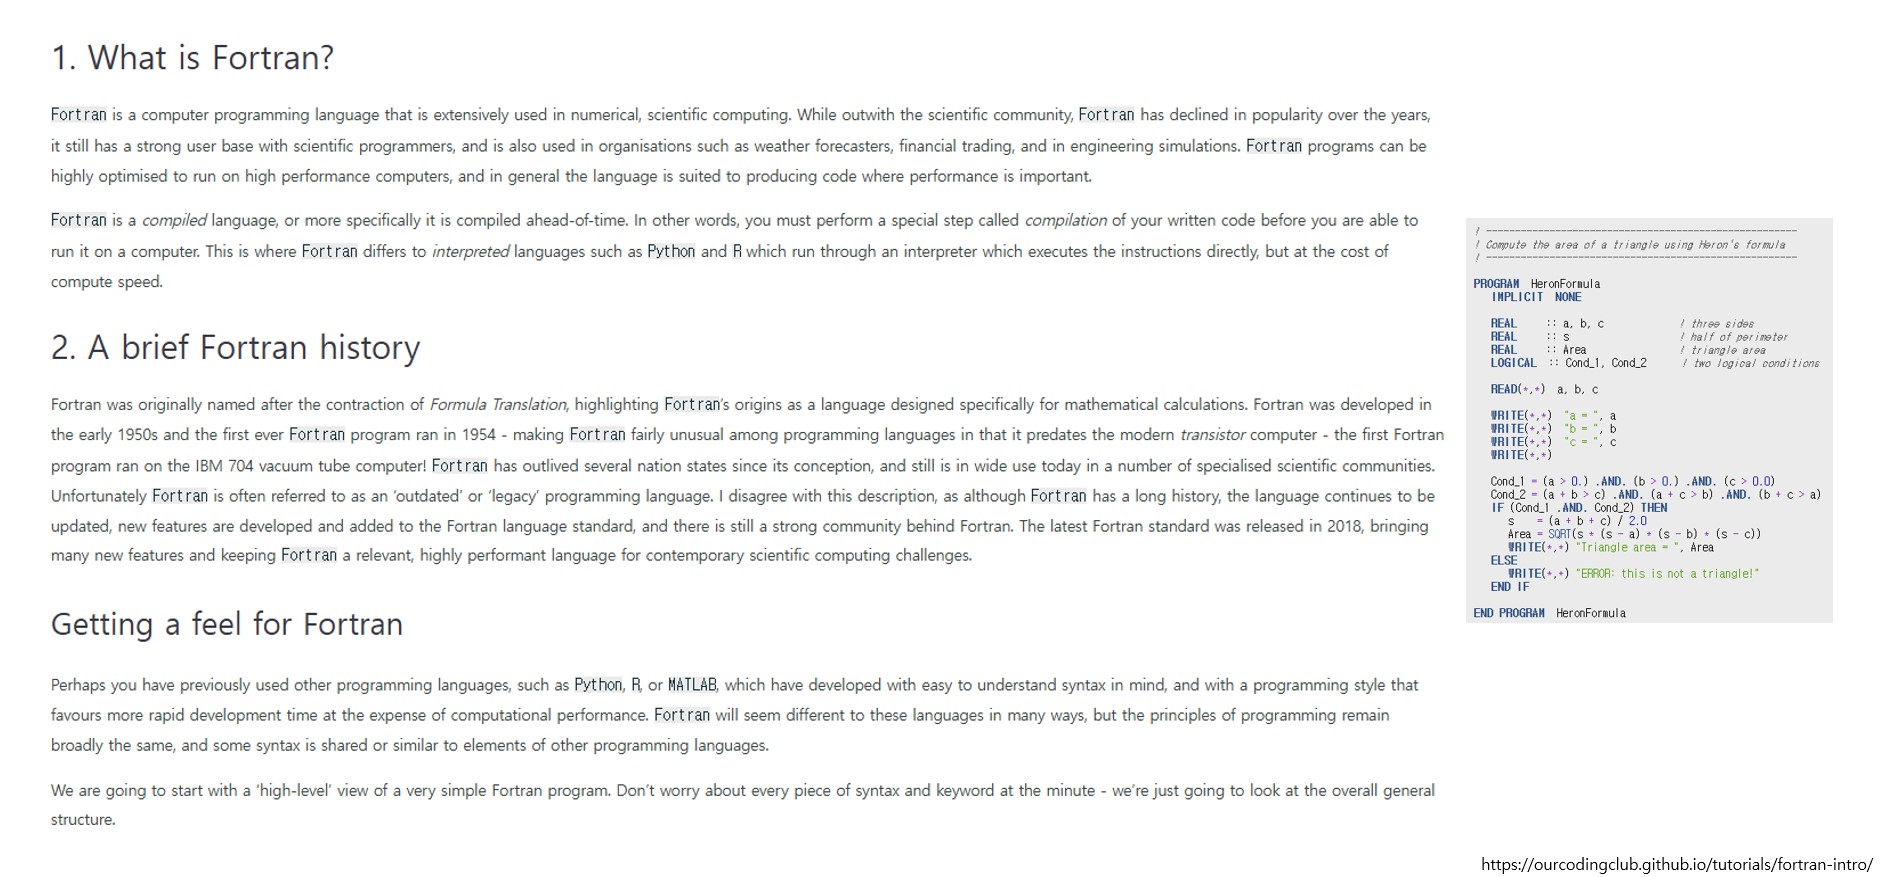 1. What is Fortran?
Fortran is a computer programming language that is extensively used in numerical, scientific computing. While outwith the scientific community, Fortran has declined in popularity over the years,
it still has a strong user base with scientific programmers, and is also used in organisations such as weather forecasters, financial trading, and in engineering simulations. Fortran programs can be
highly optimised to run on high performance computers, and in general the language is suited to producing code where performance is important.
Fortran is a compiled language, or more specifically it is compiled ahead-of-time. In other words, you must perform a special step called compilation of your written code before you are able to
run it on a computer. This is where Fortran differs to interpreted languages such as Python and R which run through an interpreter which executes the instructions directly, but at the cost of
compute speed.
2. A brief Fortran history
Fortran was originally named after the contraction of Formula Translation, highlighting Fortran's origins as a language designed specifically for mathematical calculations. Fortran was developed in
the early 1950s and the first ever Fortran program ran in 1954 - making Fortran fairly unusual among programming languages in that it predates the modern transistor computer - the first Fortran
program ran on the IBM 704 vacuum tube computer! Fortran has outlived several nation states since its conception, and still is in wide use today in a number of specialised scientific communities.
Unfortunately Fortran is often referred to as an 'outdated' or 'legacy' programming language. I disagree with this description, as although Fortran has a long history, the language continues to be
updated, new features are developed and added to the Fortran language standard, and there is still a strong community behind Fortran. The latest Fortran standard was released in 2018, bringing
many new features and keeping Fortran a relevant, highly performant language for contemporary scientific computing challenges.
Getting a feel for Fortran
Perhaps you have previously used other programming languages, such as Python, R, or MATLAB, which have developed with easy to understand syntax in mind, and with a programming style that
favours more rapid development time at the expense of computational performance. Fortran will seem different to these languages in many ways, but the principles of programming remain
broadly the same, and some syntax is shared or similar to elements of other programming languages.
We are going to start with a 'high-level' view of a very simple Fortran program. Don't worry about every piece of syntax and keyword at the minute - we're just going to look at the overall general
structure.
! ----------------------------------------------------
! Compute the area of a triangle using Heron's formula
! ----------------------------------------------------
PROGRAM HeronFormula
IMPLICIT NONE
REAL :: a, b, c ! three sides
REAL :: s ! half of perimeter
REAL :: Area ! triangle area
LOGICAL :: Cond_1, Cond_2 ! two logical conditions
READ(*,*) a, b, c
WRITE(*,*) "a = ", a
WRITE(*,*) "b = ", b
WRITE(*,*) "c = ", c
WRITE(*,*)
Cond_1 = (a > 0.) .AND. (b > 0.) .AND. (c > 0.0)
Cond_2 = (a + b > c) .AND. (a + c > b) .AND. (b + c > a)
IF (Cond_1 .AND. Cond_2) THEN
s = (a + b + c) / 2.0
Area = SQRT(s * (s - a) * (s - b) * (s - c))
WRITE(*,*) "Triangle area = ", Area
ELSE
WRITE(*,*) "ERROR: this is not a triangle!"
END IF
END PROGRAM HeronFormula
https://ourcodingclub.github.io/tutorials/fortran-intro/